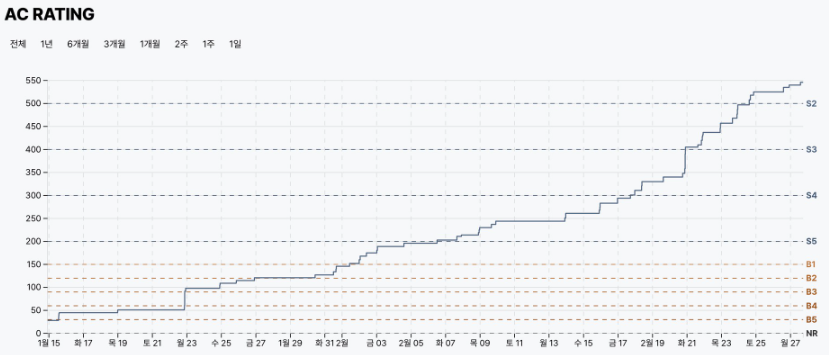 AC RATING
전체 1년 6개월 3개월 1개월 2주 1주 1일
550
500 S2
450
400 S3
350
300 S4
250
200 S5
150 B1
B2
100 B3
B4
50 B5
0 NR
1월 15 화 17 목 19 토 21 월 23 수 25 금 27 1월 29 화 31 2월 금 03 2월 05 화 07 목 09 토 11 월 13 수 15 금 17 2월 19 화 21 목 23 토 25 월 27